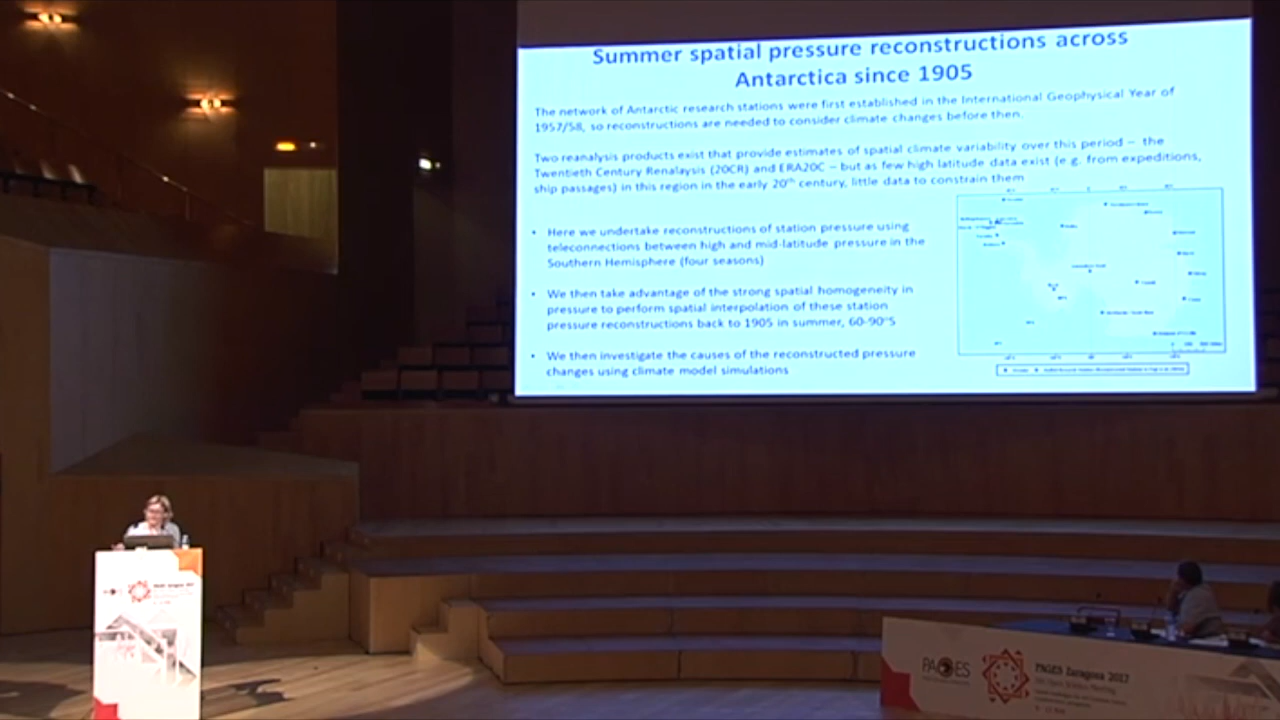 Summer spatial pressure reconstructions across
Antarctica since 1905
The network of Antarctic research stations were first established in the International Geophysical Year of
1957/58, so reconstructions are needed to consider climate changes before then.
Two reanalysis products exist that provide estimates of spatial climate variability over this period – the
Twentieth Century Renalaysis (20CR) and ERA20C – but as few high latitude data exist (e g. from expeditions,
ship passages) in this region in the early 20th century, little data to constrain them
• Here we undertake reconstructions of station pressure using
teleconnections between high and mid-latitude pressure in the
Southern Hemisphere (four seasons)
• We then take advantage of the strong spatial homogeneity in
pressure to perform spatial interpolation of these station
pressure reconstructions back to 1905 in summer, 60-90°S
• We then investigate the causes of the reconstructed pressure
changes using climate model simulations
PAGES
PAGES Zaragoza 2017